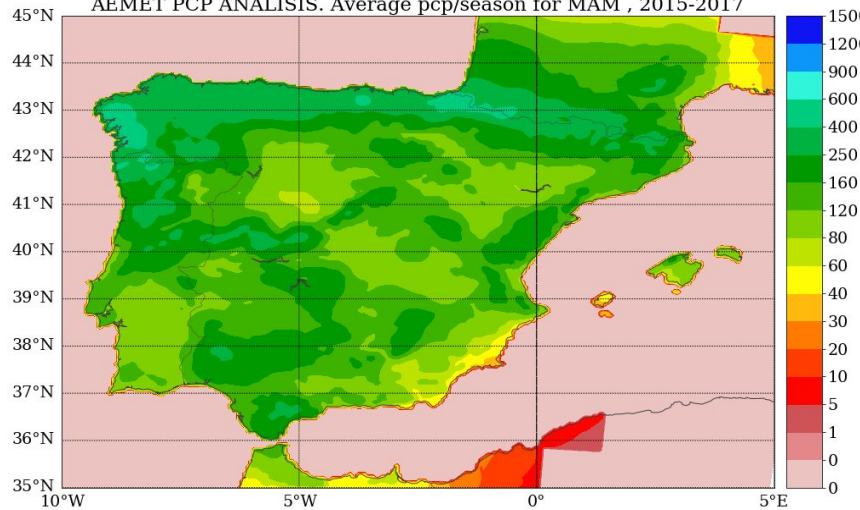 AEMET PCP ANALISIS. Average pcp/season for MAM , 2015-2017
45°N
44°N
43°N
42°N
41°N
40°N
39°N
38°N
37°N
36°N
35°N
10°W
5°W
0°
5°E
1500
1200
900
600
400
250
160
120
80
60
40
30
20
10
5
1
0
0